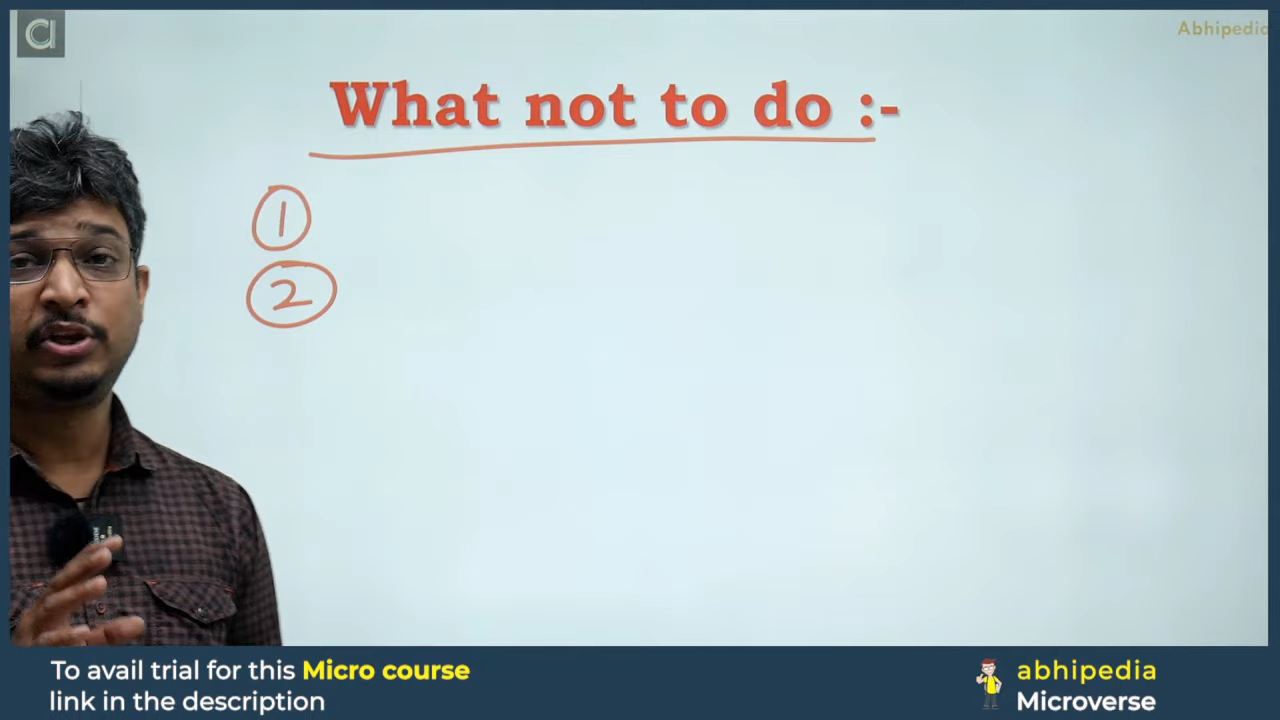 Abhipedia
What not to do :-
1
2
To avail trial for this Micro course
link in the description
abhipedia
Microverse